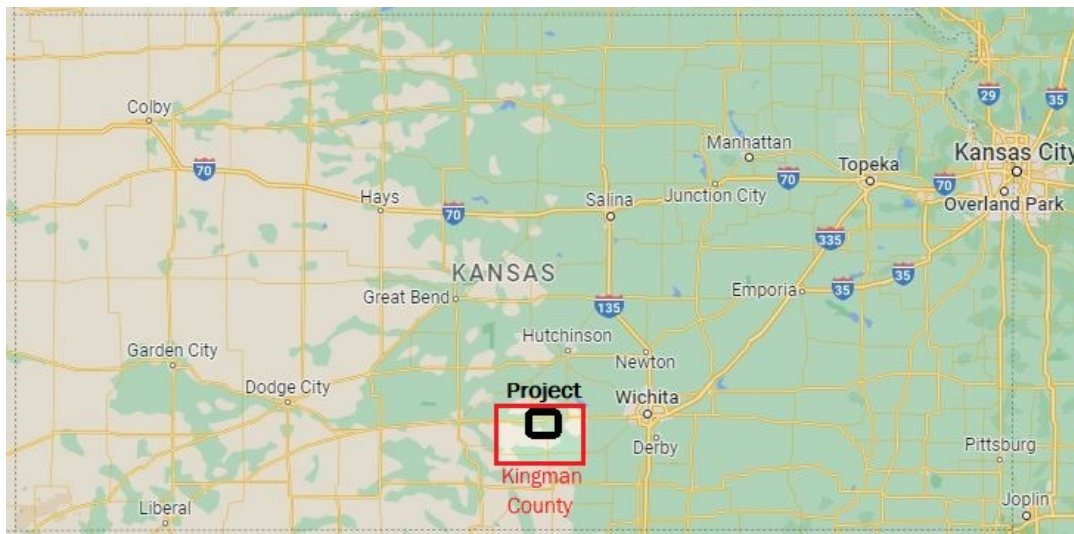 Colby
70
Hays
70
Salina
Manhattan
Junction City
70
Topeka
70
29
35
Kansas City
Overland Park
335
35
35
KANSAS
Great Bend
135
Emporia
Hutchinson
Newton
Garden City
Dodge City
Project
Wichita
Derby
Pittsburg
Kingman
County
Liberal
Joplin